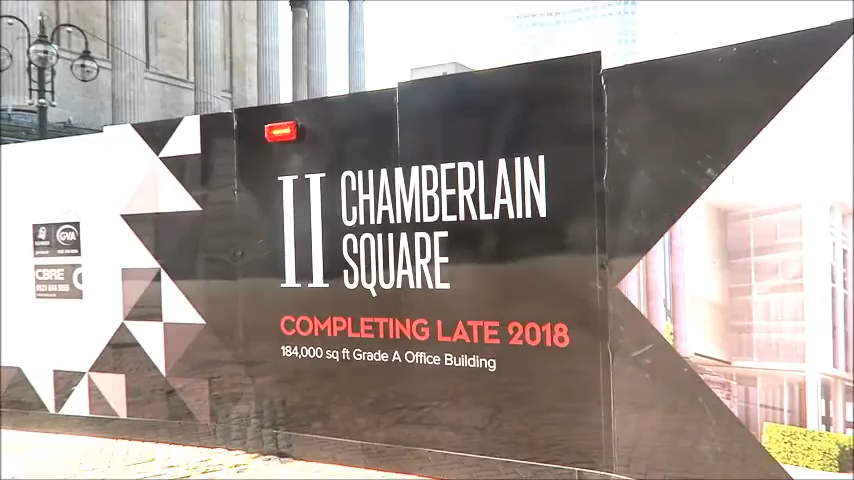 II
CHAMBERLAIN
SQUARE
COMPLETING LATE 2018
184,000 sq ft Grade A Office Building
GVA
CBRE